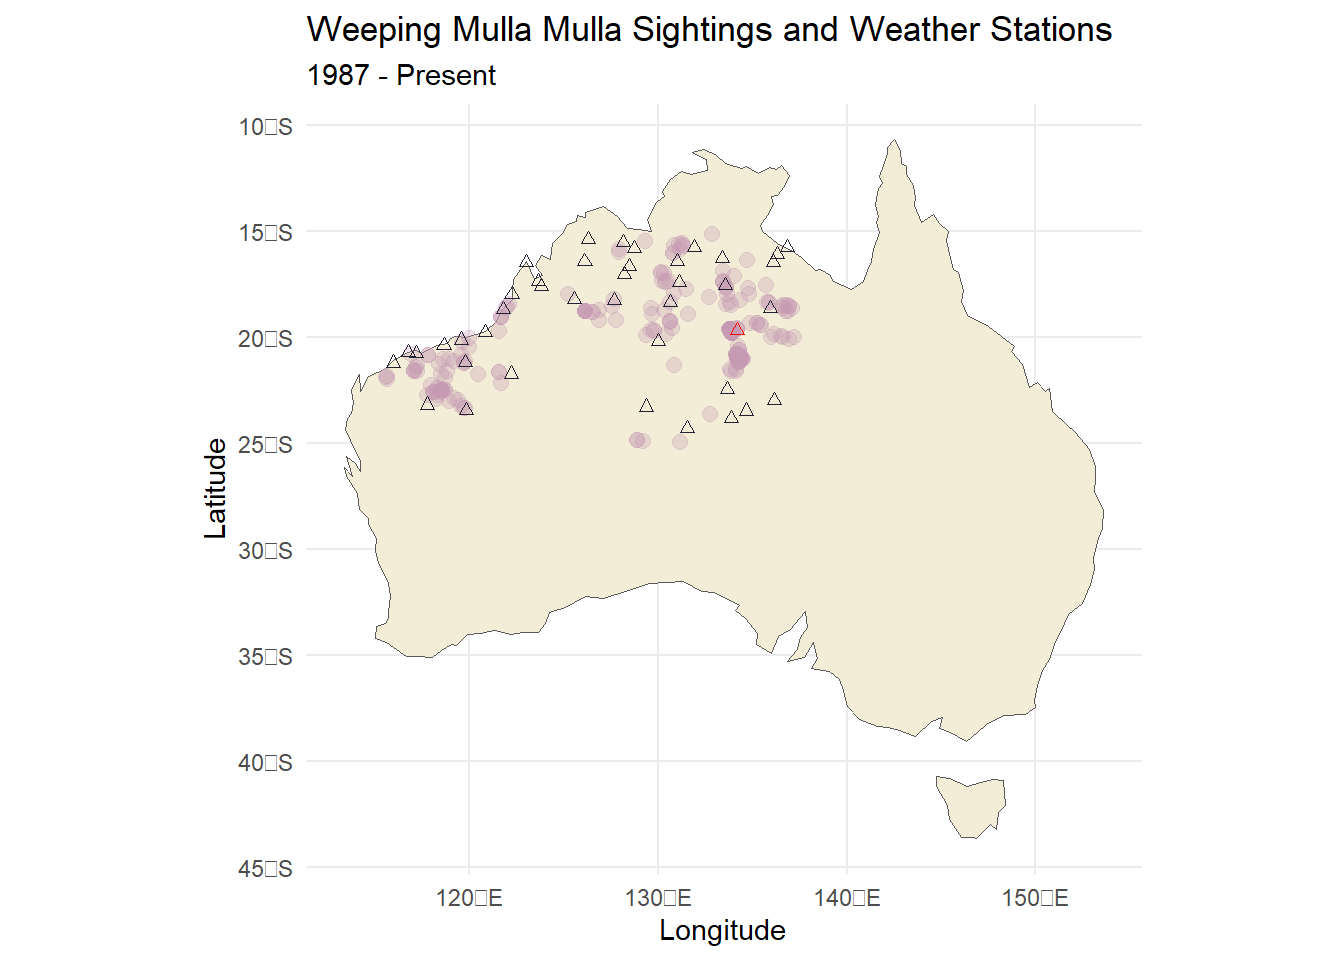 Weeping Mulla Mulla Sightings and Weather Stations
1987 - Present
10□S
15□S
20□S
25□S
30□S
35□S
40□S
45□S
Latitude
120□E
130□E
140□E
150□E
Longitude